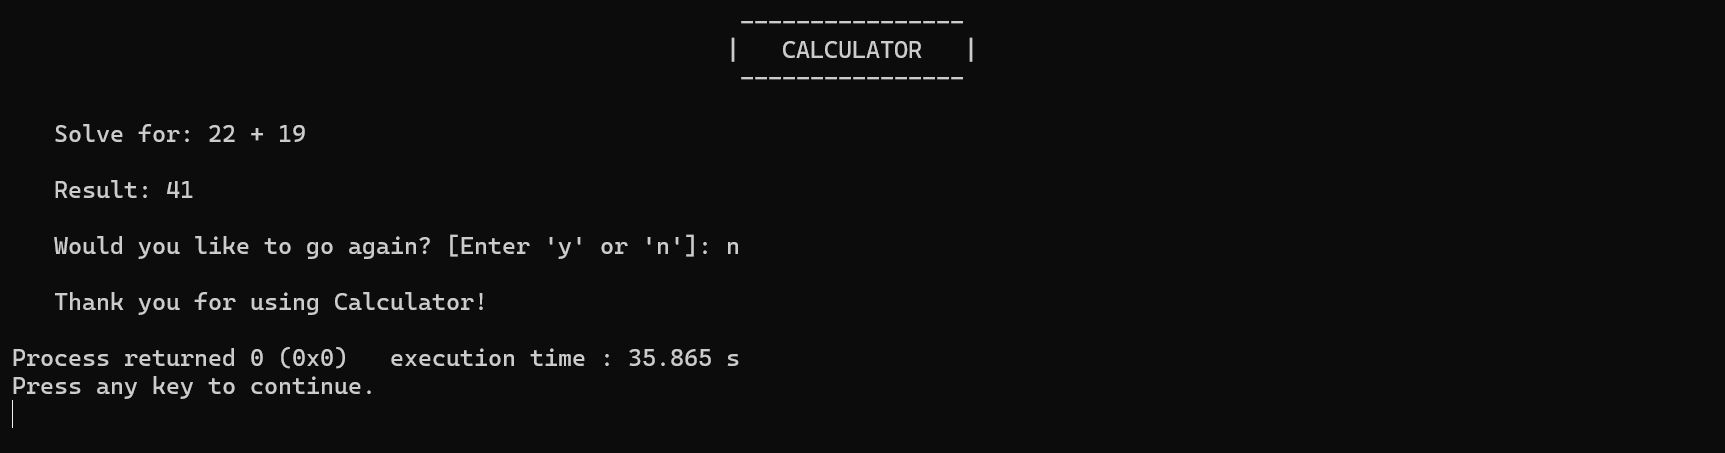 ----------------
|   CALCULATOR   |
----------------
Solve for: 22 + 19
Result: 41
Would you like to go again? [Enter 'y' or 'n']: n
Thank you for using Calculator!
Process returned 0 (0x0)   execution time : 35.865 s
Press any key to continue.